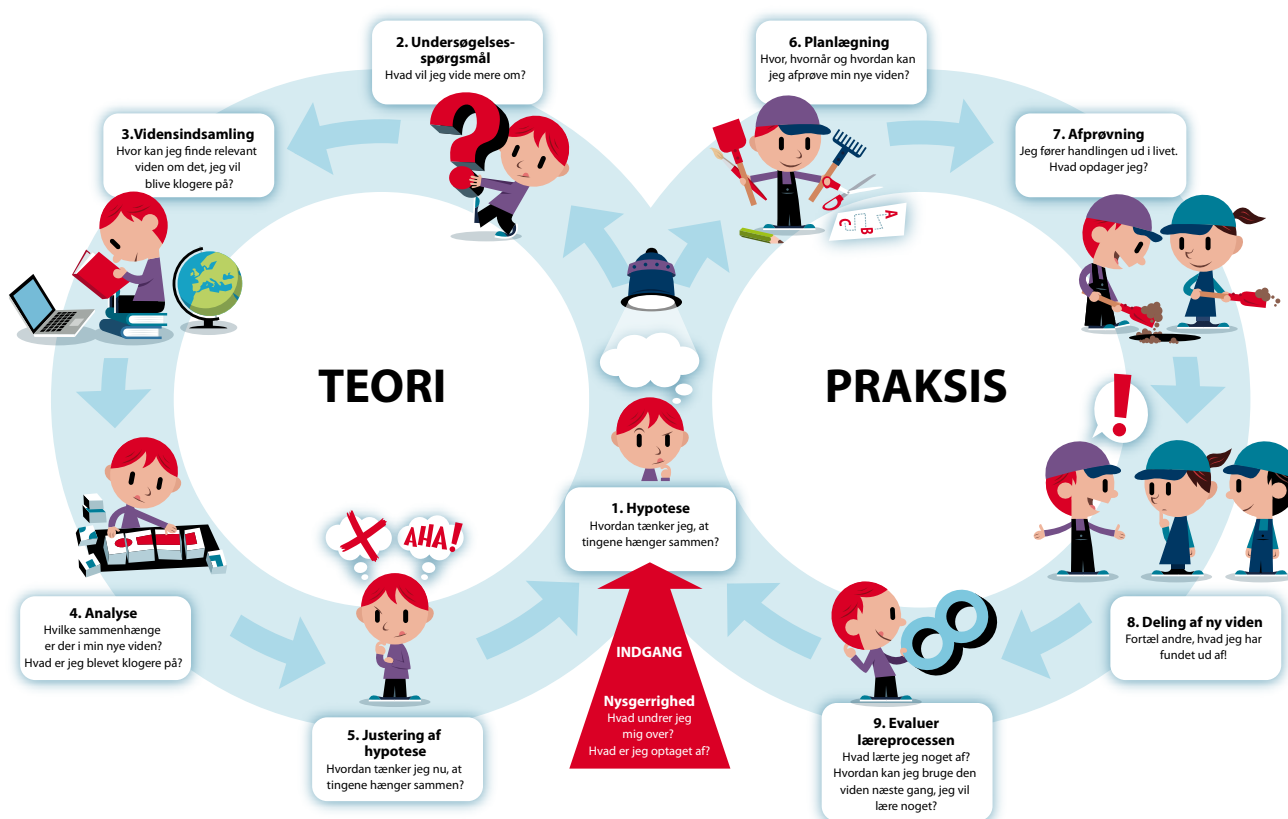 TEORI
PRAKSIS
INDGANG
Nysgerrighed
Hvad undrer jeg
mig over?
Hvad er jeg optaget af?
1. Hypotese
Hvordan tænker jeg, at
tingene hænger sammen?
2. Undersøgelses-
spørgsmål
Hvad vil jeg vide mere om?
3.Vidensindsamling
Hvor kan jeg finde relevant
viden om det, jeg vil
blive klogere på?
4. Analyse
Hvilke sammenhænge
er der i min nye viden?
Hvad er jeg blevet klogere på?
AHA!
5. Justering af
hypotese
Hvordan tænker jeg nu, at
tingene hænger sammen?
6. Planlægning
Hvor, hvornår og hvordan kan
jeg afprøve min nye viden?
A
B
C
7. Afprøvning
Jeg fører handlingen ud i livet.
Hvad opdager jeg?
!
8. Deling af ny viden
Fortæl andre, hvad jeg har
fundet ud af!
9. Evaluer
læreprocessen
Hvad lærte jeg noget af?
Hvordan kan jeg bruge den
viden næste gang, jeg vil
lære noget?